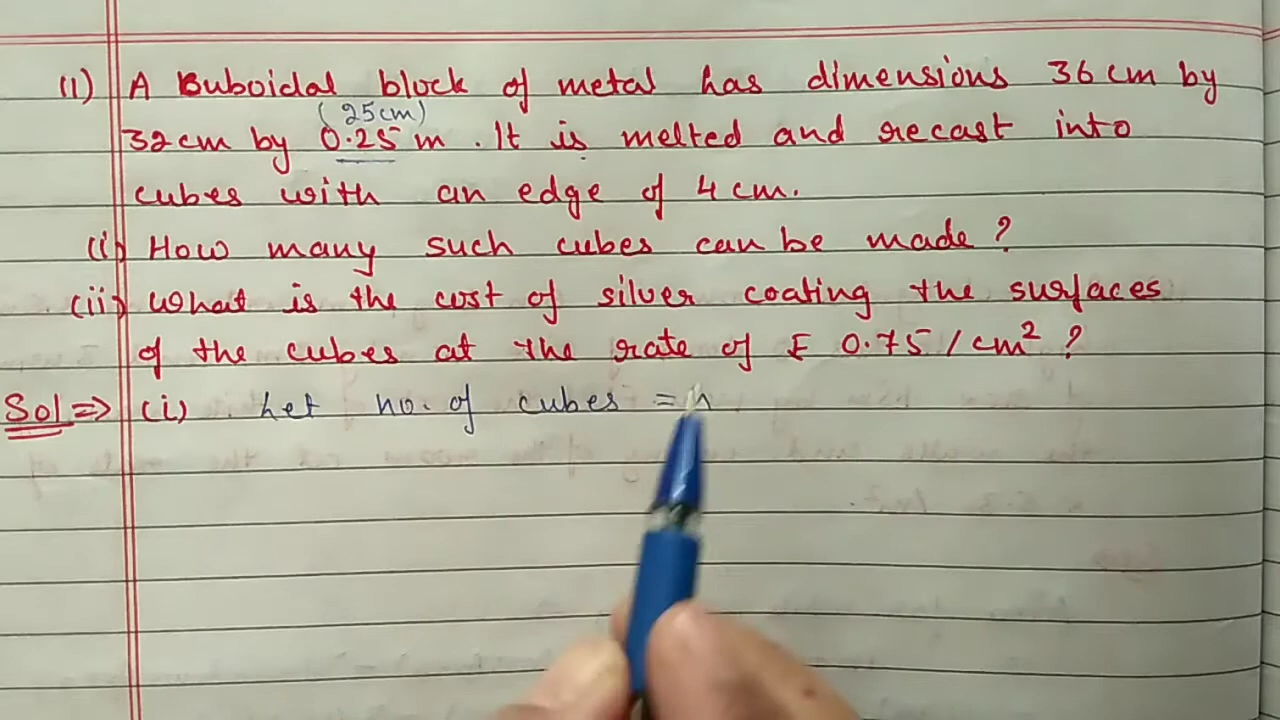 (1) A Cuboidal block of metal has dimensions 36 cm by
(25cm)
32 cm by 0.25 m . It is melted and recast into
cubes with an edge of 4 cm.
(i) How many such cubes can be made ?
(ii) What is the cost of silver coating the surfaces
of the cubes at the rate of ₹ 0.75 / cm² ?
Sol ⇒ (i) Let no. of cubes = n